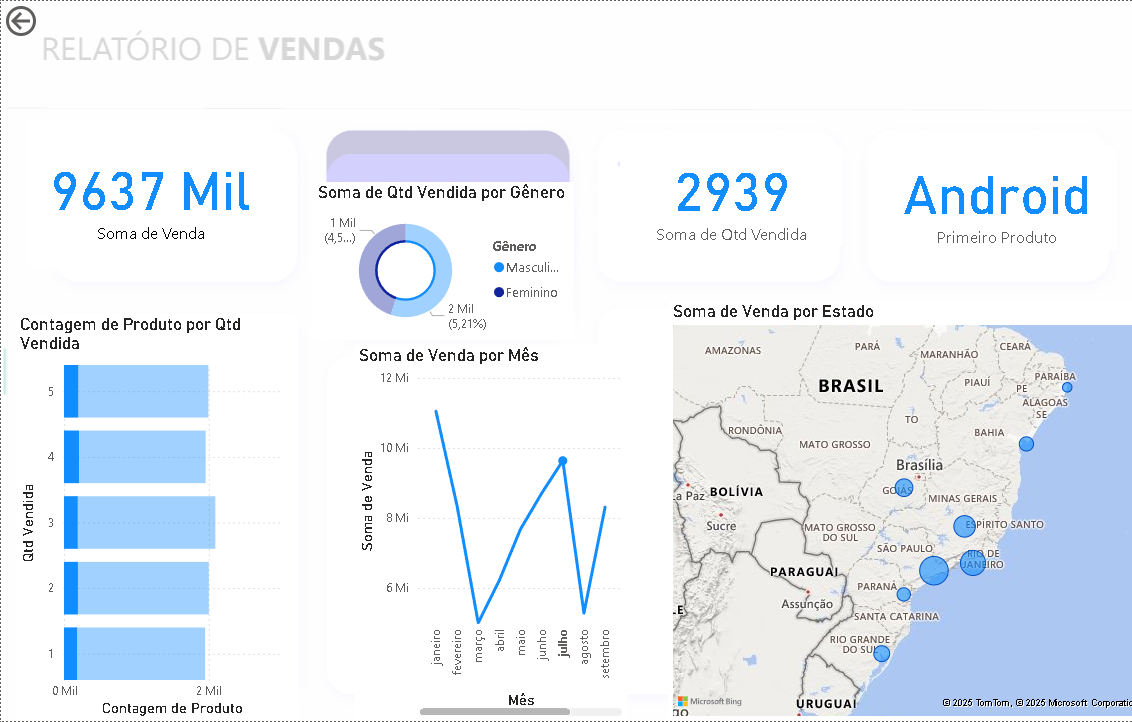 RELATÓRIO DE VENDAS
9637 Mil
Soma de Venda
Soma de Qtd Vendida por Gênero
1 Mil
(4,5...)
2 Mil
(5,21%)
Gênero
Masculi...
Feminino
2939
Soma de Qtd Vendida
Android
Primeiro Produto
Contagem de Produto por Qtd
Vendida
Qtd Vendida
5
4
3
2
1
0 Mil
2 Mil
Contagem de Produto
Soma de Venda por Mês
Soma de Venda
12 Mi
10 Mi
8 Mi
6 Mi
janeiro
fevereiro
março
abril
maio
junho
julho
agosto
setembro
Mês
Soma de Venda por Estado
AMAZONAS
PARÁ
MARANHÃO
CEARÁ
BRASIL
PIAUÍ
PARAÍBA
PE
ALAGOAS
SE
TO
RONDÔNIA
MATO GROSSO
BAHIA
Brasília
GOIÁS
La Paz
BOLÍVIA
MINAS GERAIS
Sucre
MATO GROSSO
DO SUL
ESPÍRITO SANTO
SÃO PAULO
RIO DE
JANEIRO
PARAGUAI
PARANÁ
Assunção
SANTA CATARINA
RIO GRANDE
DO SUL
URUGUAI
Microsoft Bing
© 2025 TomTom, © 2025 Microsoft Corporatic